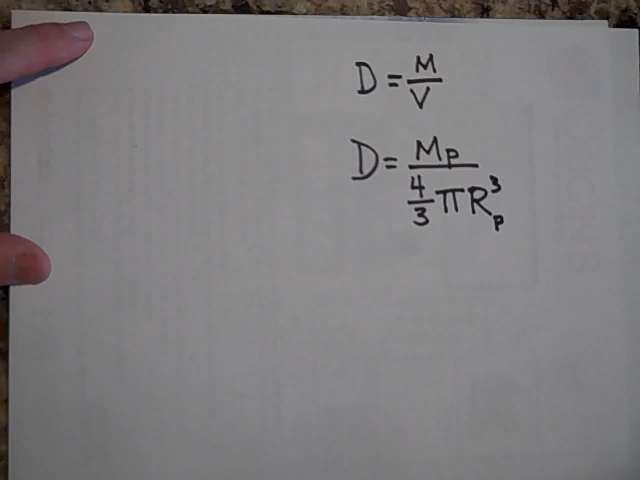 D = M/V
D = Mp / (4/3 π Rp³)